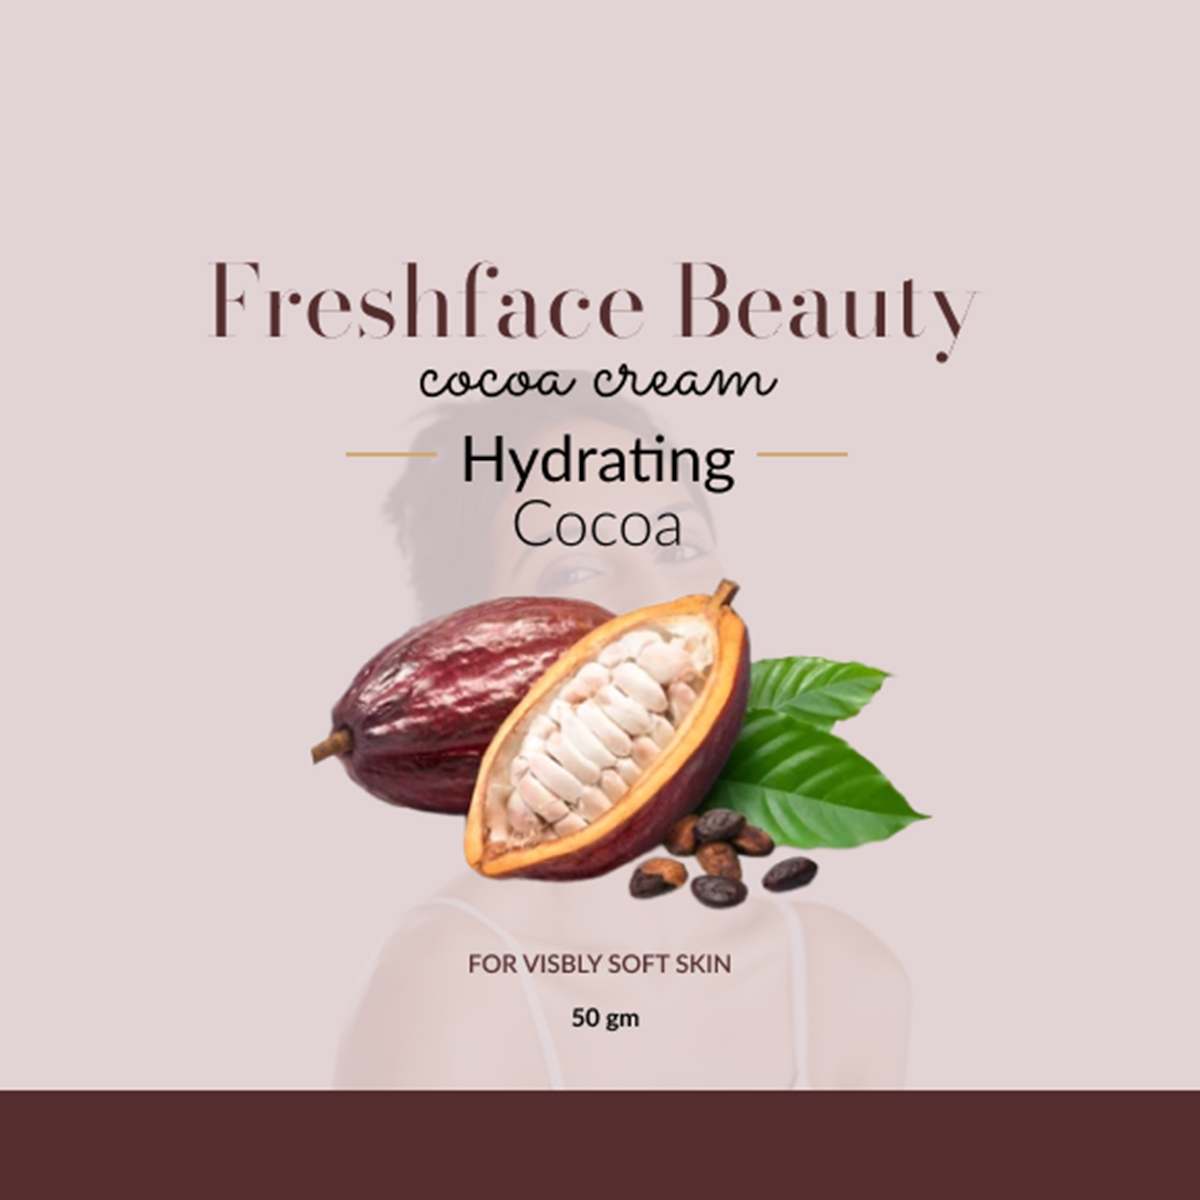 Freshface Beauty
cocoa cream
Hydrating
Cocoa
FOR VISBLY SOFT SKIN
50 gm